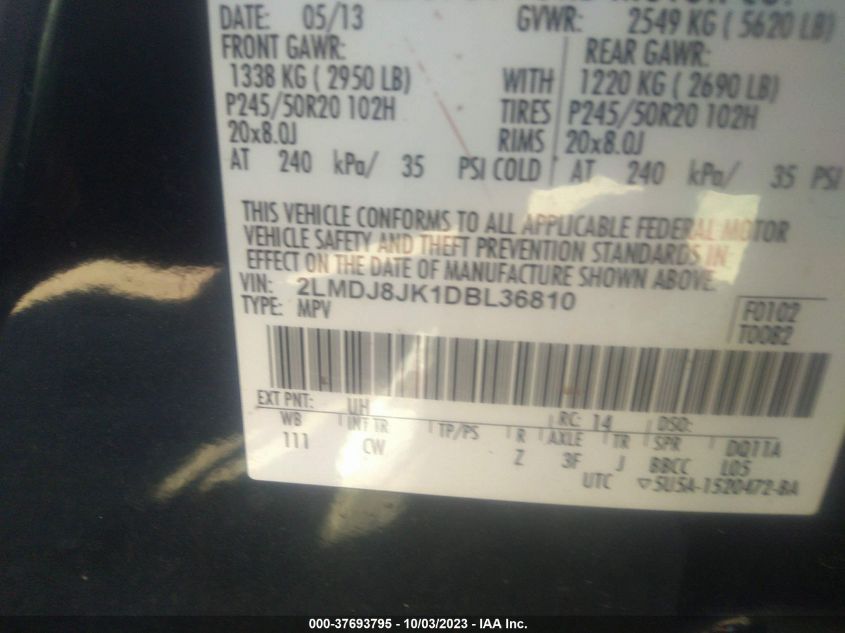 MOTOR CO.
DATE: 05/13 GVWR: 2549 KG ( 5620 LB)
FRONT GAWR: REAR GAWR:
1338 KG ( 2950 LB) WITH 1220 KG ( 2690 LB)
P245/50R20 102H TIRES P245/50R20 102H
20x8.0J RIMS 20x8.0J
AT 240 kPa/ 35 PSI COLD AT 240 kPa/ 35 PSI
THIS VEHICLE CONFORMS TO ALL APPLICABLE FEDERAL MOTOR
VEHICLE SAFETY AND THEFT PREVENTION STANDARDS IN
EFFECT ON THE DATE OF MANUFACTURE SHOWN ABOVE.
VIN: 2LMDJ8JK1DBL36810
TYPE: MPV
F0102
T0082
EXT PNT: UH RC: 14 DSO:
WB INT TR TP/PS R AXLE TR SPR DQ11A
111 CW Z 3F J BBCC L05
UTC ▽5U5A-1520472-BA
000-37693795 - 10/03/2023 - IAA Inc.